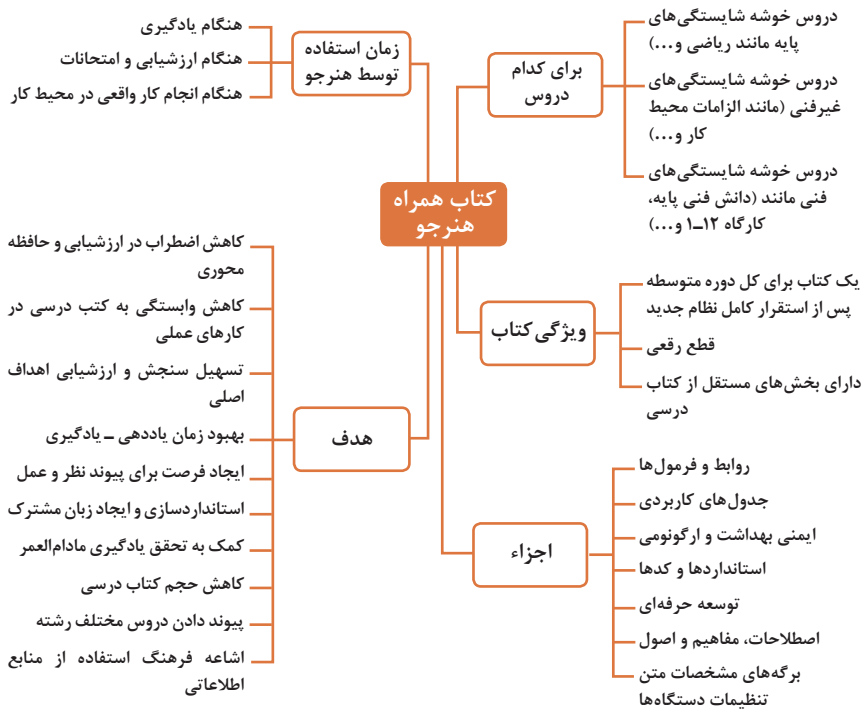 کتاب همراه
هنرجو
برای کدام
دروس
دروس خوشه شایستگی‌های
پایه مانند ریاضی و...)
دروس خوشه شایستگی‌های
غیرفنی (مانند الزامات محیط
کار و...)
دروس خوشه شایستگی‌های
فنی مانند (دانش فنی پایه،
کارگاه ۱۲ـ۱ و...)
ویژگی کتاب
یک کتاب برای کل دوره متوسطه
پس از استقرار کامل نظام جدید
قطع رقعی
دارای بخش‌های مستقل از کتاب
درسی
اجزاء
روابط و فرمول‌ها
جدول‌های کاربردی
ایمنی بهداشت و ارگونومی
استانداردها و کدها
توسعه حرفه‌ای
اصطلاحات، مفاهیم و اصول
برگه‌های مشخصات متن
تنظیمات دستگاه‌ها
زمان استفاده
توسط هنرجو
هنگام یادگیری
هنگام ارزشیابی و امتحانات
هنگام انجام کار واقعی در محیط کار
هدف
کاهش اضطراب در ارزشیابی و حافظه
محوری
کاهش وابستگی به کتب درسی در
کارهای عملی
تسهیل سنجش و ارزشیابی اهداف
اصلی
بهبود زمان یاددهی ـ یادگیری
ایجاد فرصت برای پیوند نظر و عمل
استانداردسازی و ایجاد زبان مشترک
کمک به تحقق یادگیری مادام‌العمر
کاهش حجم کتاب درسی
پیوند دادن دروس مختلف رشته
اشاعه فرهنگ استفاده از منابع
اطلاعاتی